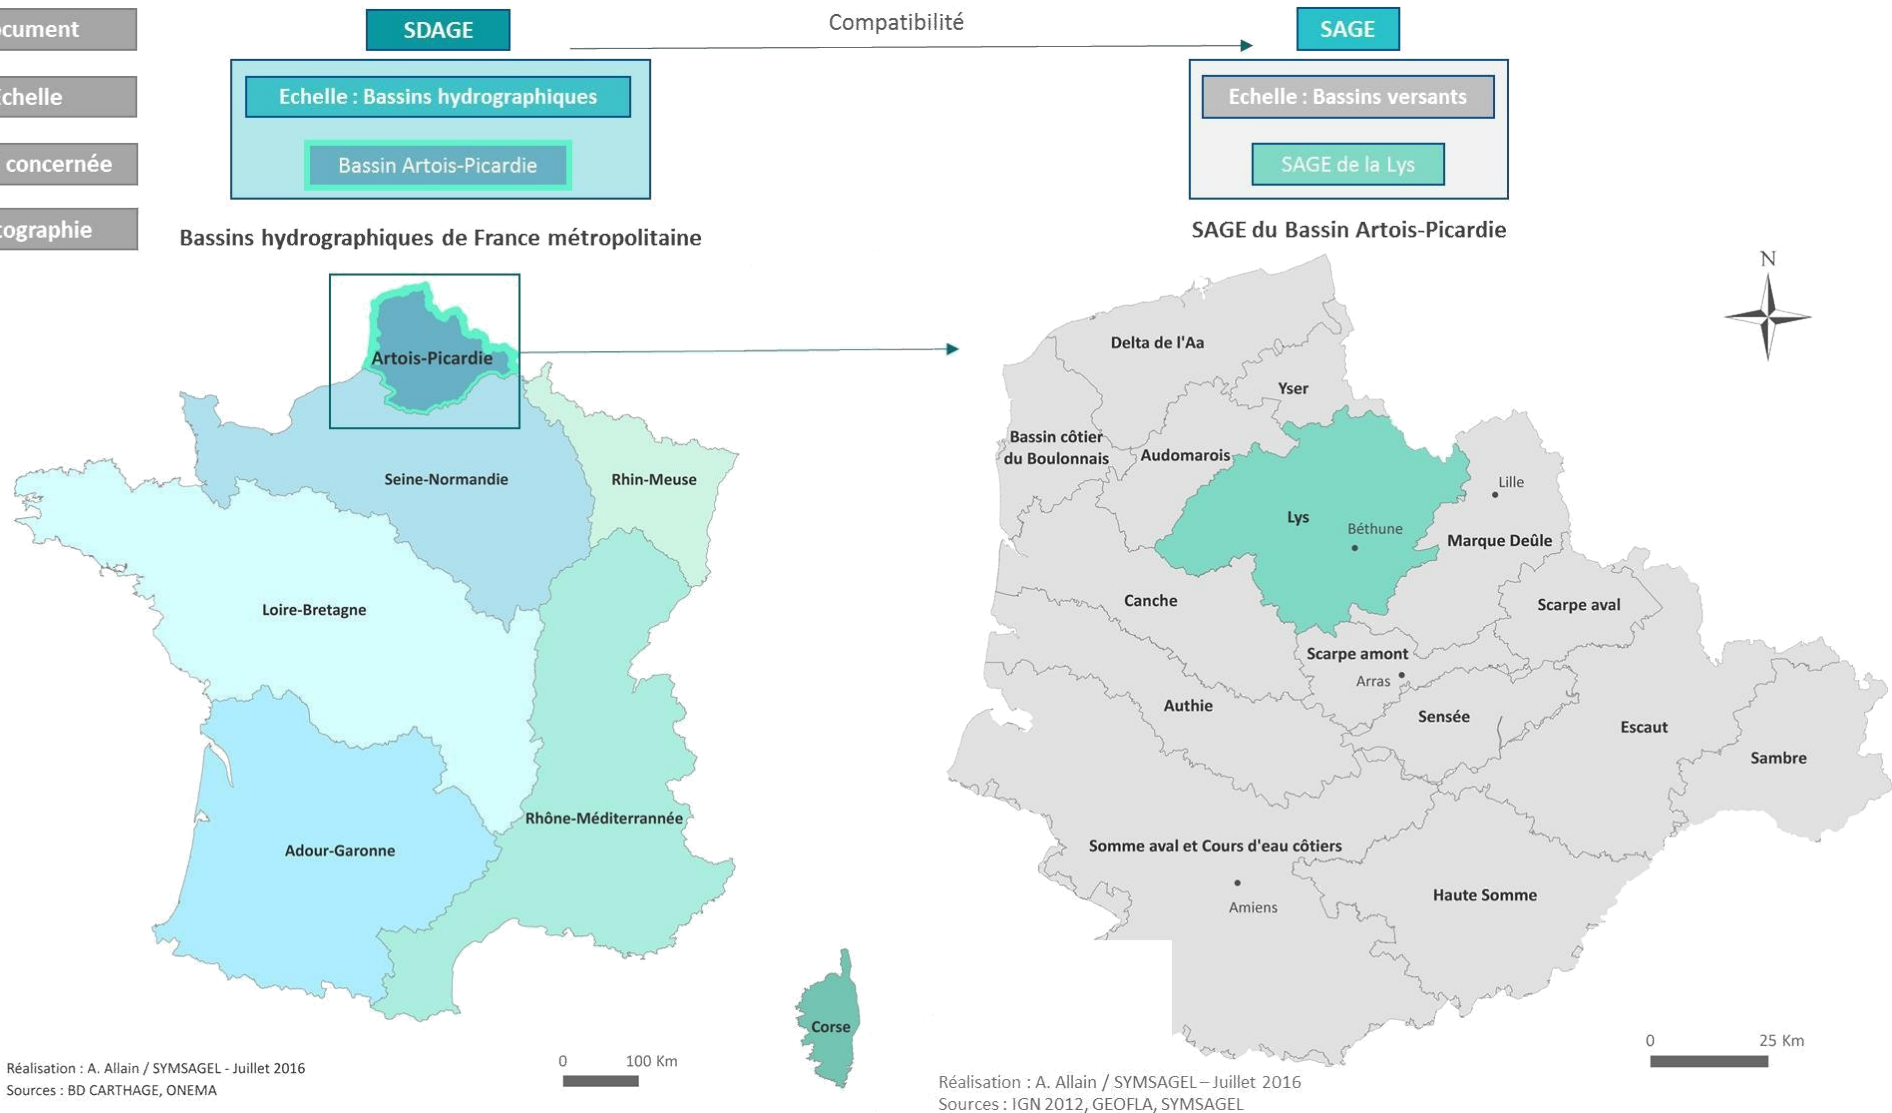 cument
SDAGE
Compatibilité
SAGE
chelle
Echelle : Bassins hydrographiques
Echelle : Bassins versants
concernée
Bassin Artois-Picardie
SAGE de la Lys
ographie
Bassins hydrographiques de France métropolitaine
SAGE du Bassin Artois-Picardie
Artois-Picardie
Seine-Normandie
Rhin-Meuse
Loire-Bretagne
Rhône-Méditerrannée
Adour-Garonne
Corse
0 100 Km
Réalisation : A. Allain / SYMSAGEL - Juillet 2016
Sources : BD CARTHAGE, ONEMA
N
Delta de l'Aa
Yser
Bassin côtier
du Boulonnais
Audomarois
Lille
Lys
Béthune
Marque Deûle
Canche
Scarpe aval
Scarpe amont
Arras
Authie
Sensée
Escaut
Sambre
Somme aval et Cours d'eau côtiers
Amiens
Haute Somme
0 25 Km
Réalisation : A. Allain / SYMSAGEL – Juillet 2016
Sources : IGN 2012, GEOFLA, SYMSAGEL